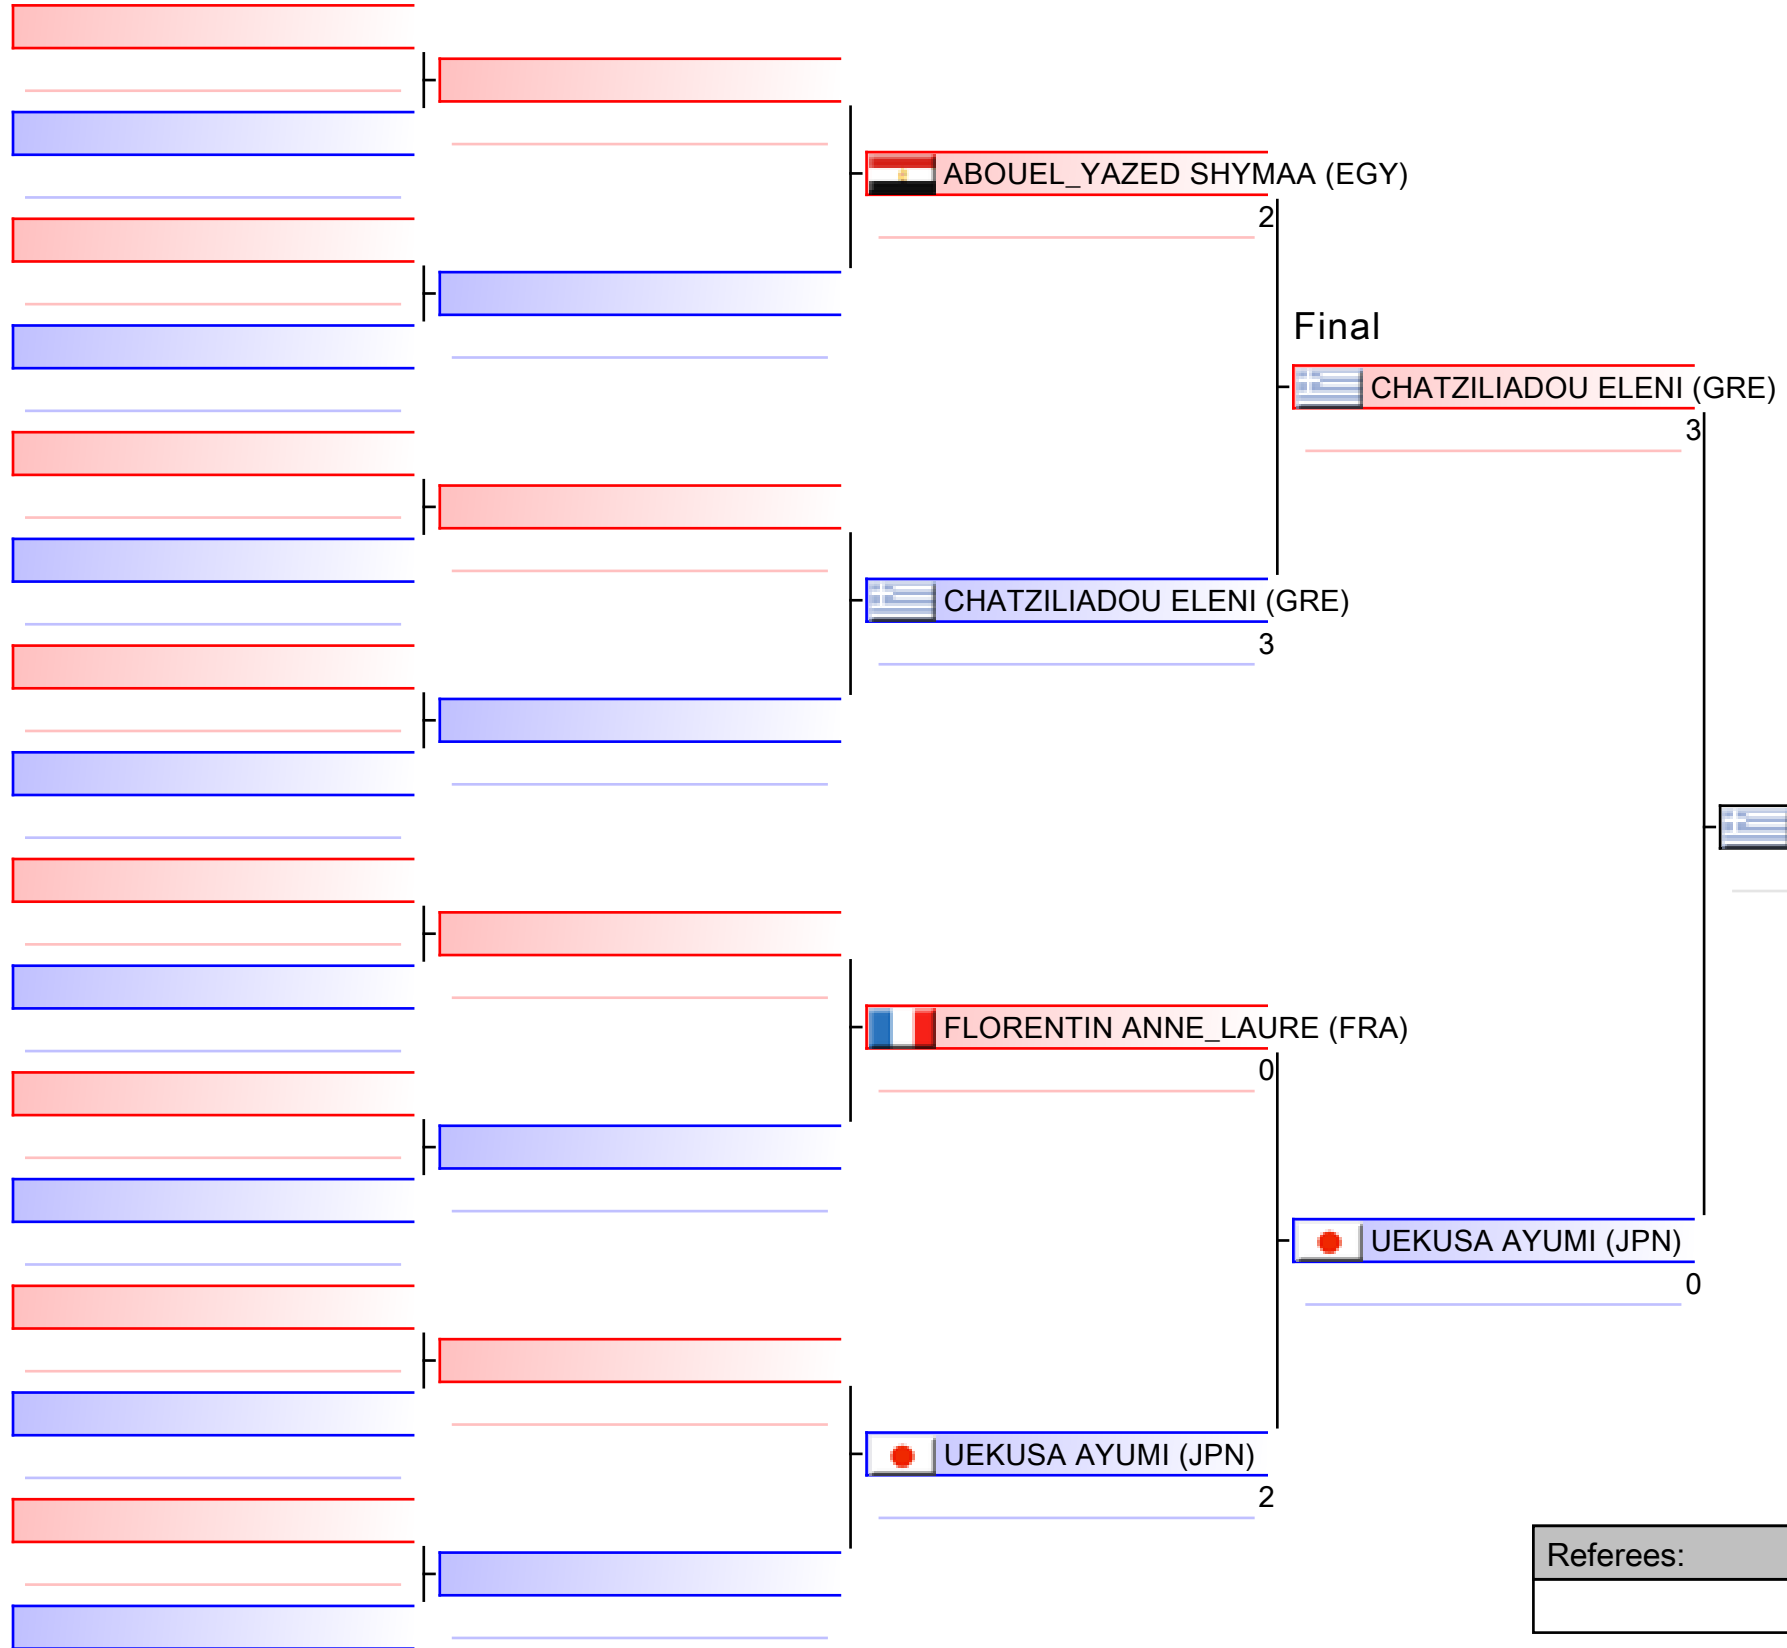 ABOUEL_YAZED SHYMAA (EGY)
2
Final
CHATZILIADOU ELENI (GRE)
3
CHATZILIADOU ELENI (GRE)
3
FLORENTIN ANNE_LAURE (FRA)
0
UEKUSA AYUMI (JPN)
0
UEKUSA AYUMI (JPN)
2
Referees: